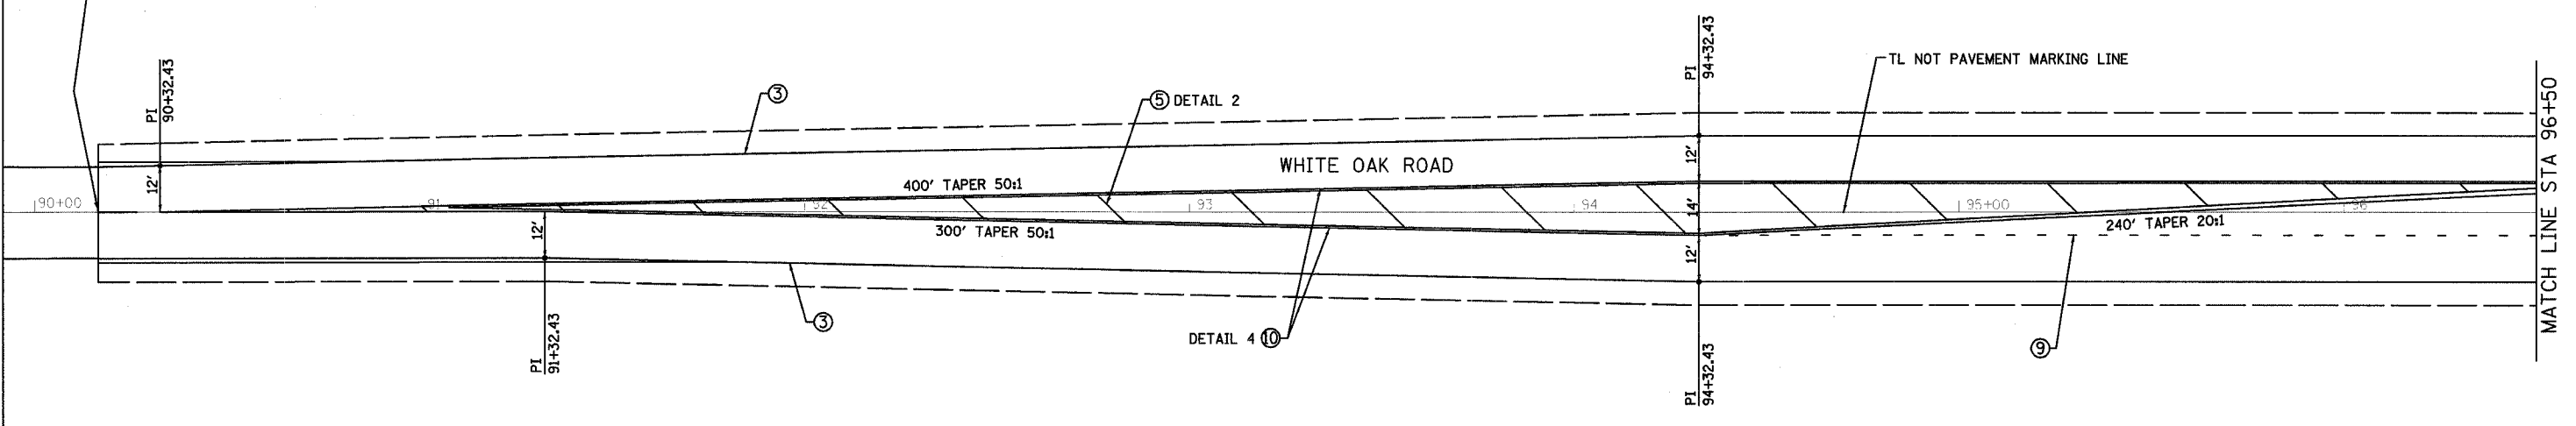 PI
90+32.43
③
⑤ DETAIL 2
PI
94+32.43
TL NOT PAVEMENT MARKING LINE
WHITE OAK ROAD
12'
12'
400' TAPER 50:1
90+00
91
92
93
94
95+00
96
14'
12'
300' TAPER 50:1
12'
240' TAPER 20:1
PI
91+32.43
③
DETAIL 4 ⑩
PI
94+32.43
⑨
MATCH LINE STA 96+50